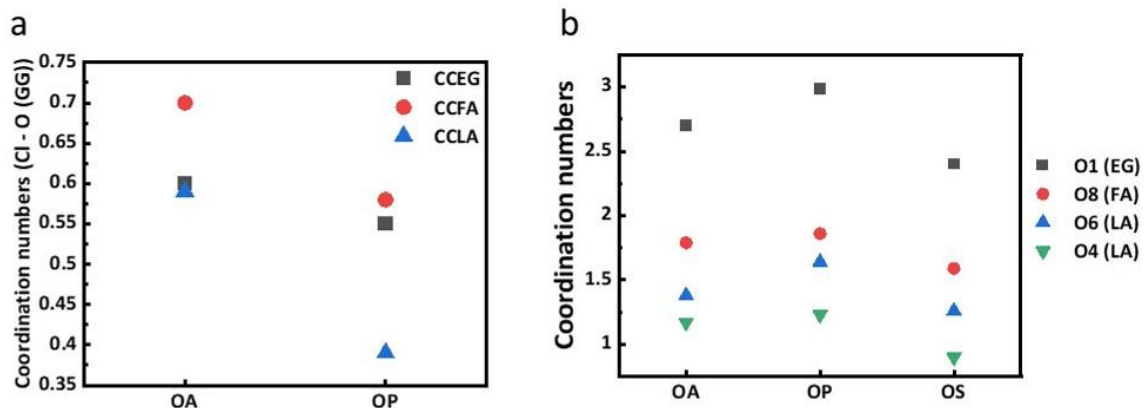 a
Coordination numbers (Cl - O (GG))
0.75
0.7
0.65
0.6
0.55
0.5
0.45
0.4
0.35
OA
OP
CCEG
CCFA
CCLA
b
Coordination numbers
3
2.5
2
1.5
1
OA
OP
OS
O1 (EG)
O8 (FA)
O6 (LA)
O4 (LA)